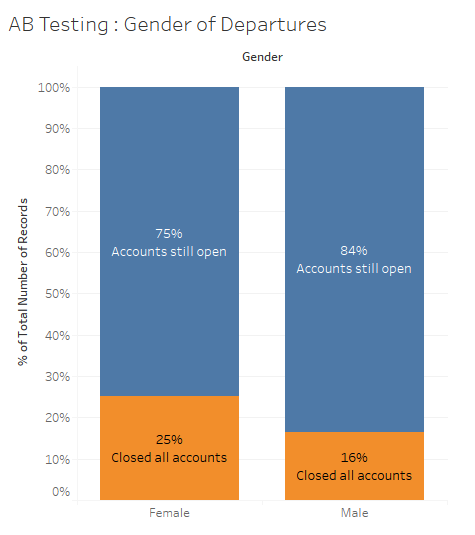 AB Testing : Gender of Departures
Gender
100%
90%
80%
70%
60%
50%
40%
30%
20%
10%
0%
% of Total Number of Records
75%
Accounts still open
25%
Closed all accounts
84%
Accounts still open
16%
Closed all accounts
Female
Male